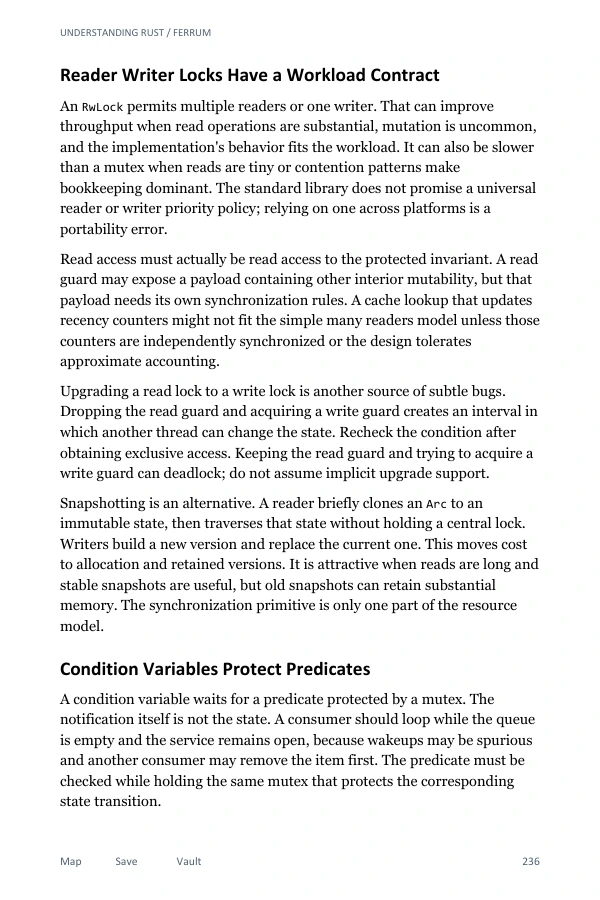 UNDERSTANDING RUST / FERRUM
Reader Writer Locks Have a Workload Contract
An RwLock permits multiple readers or one writer. That can improve
throughput when read operations are substantial, mutation is uncommon,
and the implementation's behavior fits the workload. It can also be slower
than a mutex when reads are tiny or contention patterns make
bookkeeping dominant. The standard library does not promise a universal
reader or writer priority policy; relying on one across platforms is a
portability error.
Read access must actually be read access to the protected invariant. A read
guard may expose a payload containing other interior mutability, but that
payload needs its own synchronization rules. A cache lookup that updates
recency counters might not fit the simple many readers model unless those
counters are independently synchronized or the design tolerates
approximate accounting.
Upgrading a read lock to a write lock is another source of subtle bugs.
Dropping the read guard and acquiring a write guard creates an interval in
which another thread can change the state. Recheck the condition after
obtaining exclusive access. Keeping the read guard and trying to acquire a
write guard can deadlock; do not assume implicit upgrade support.
Snapshotting is an alternative. A reader briefly clones an Arc to an
immutable state, then traverses that state without holding a central lock.
Writers build a new version and replace the current one. This moves cost
to allocation and retained versions. It is attractive when reads are long and
stable snapshots are useful, but old snapshots can retain substantial
memory. The synchronization primitive is only one part of the resource
model.
Condition Variables Protect Predicates
A condition variable waits for a predicate protected by a mutex. The
notification itself is not the state. A consumer should loop while the queue
is empty and the service remains open, because wakeups may be spurious
and another consumer may remove the item first. The predicate must be
checked while holding the same mutex that protects the corresponding
state transition.
Map Save Vault 236